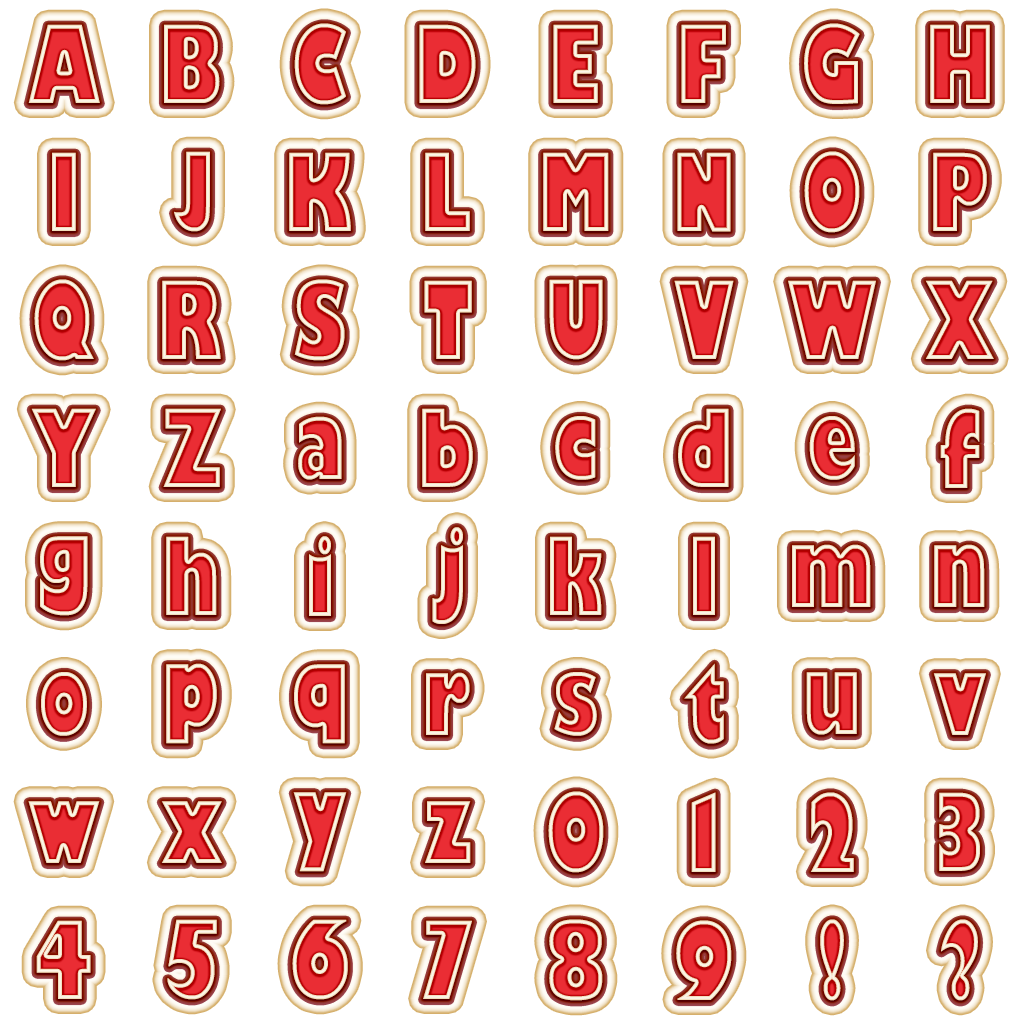 A B C D E F G H
I J K L M N O P
Q R S T U V W X
Y Z a b c d e f
g h i j k l m n
o p q r s t u v
w x y z 0 1 2 3
4 5 6 7 8 9 ! ?